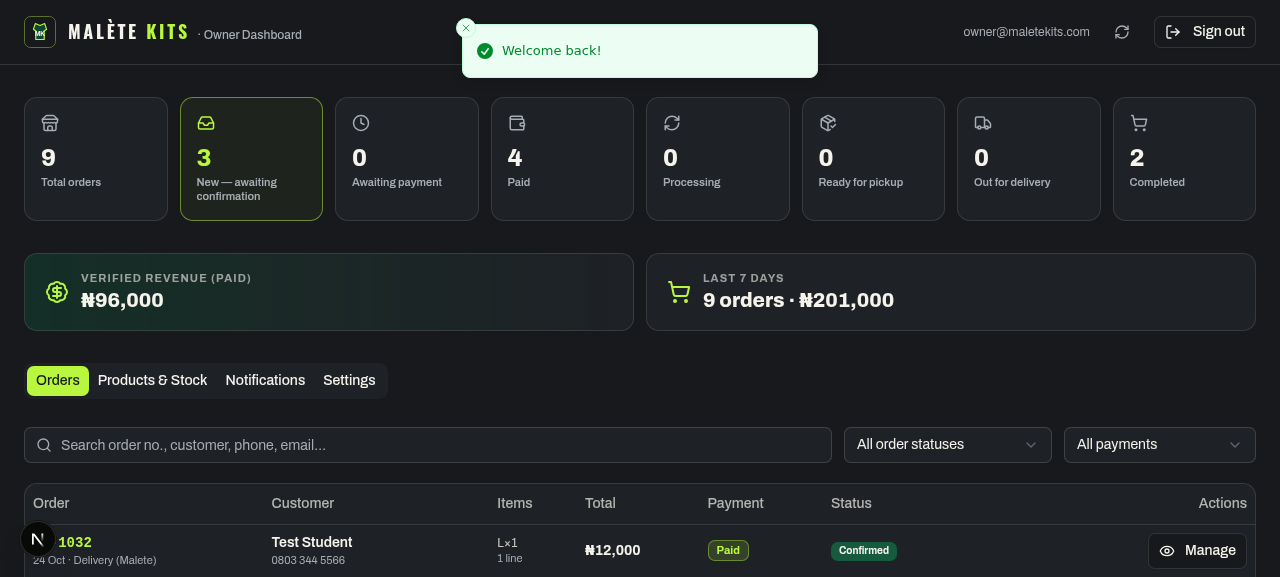 MK
MALÈTE KITS · Owner Dashboard
Welcome back!
owner@maletekits.com
Sign out
9
Total orders
3
New — awaiting
confirmation
0
Awaiting payment
4
Paid
0
Processing
0
Ready for pickup
0
Out for delivery
2
Completed
VERIFIED REVENUE (PAID)
₦96,000
LAST 7 DAYS
9 orders · ₦201,000
Orders Products & Stock Notifications Settings
Search order no., customer, phone, email...
All order statuses
All payments
Order Customer Items Total Payment Status Actions
1032
24 Oct · Delivery (Malete)
Test Student
0803 344 5566
L×1
1 line
₦12,000
Paid
Confirmed
Manage
N